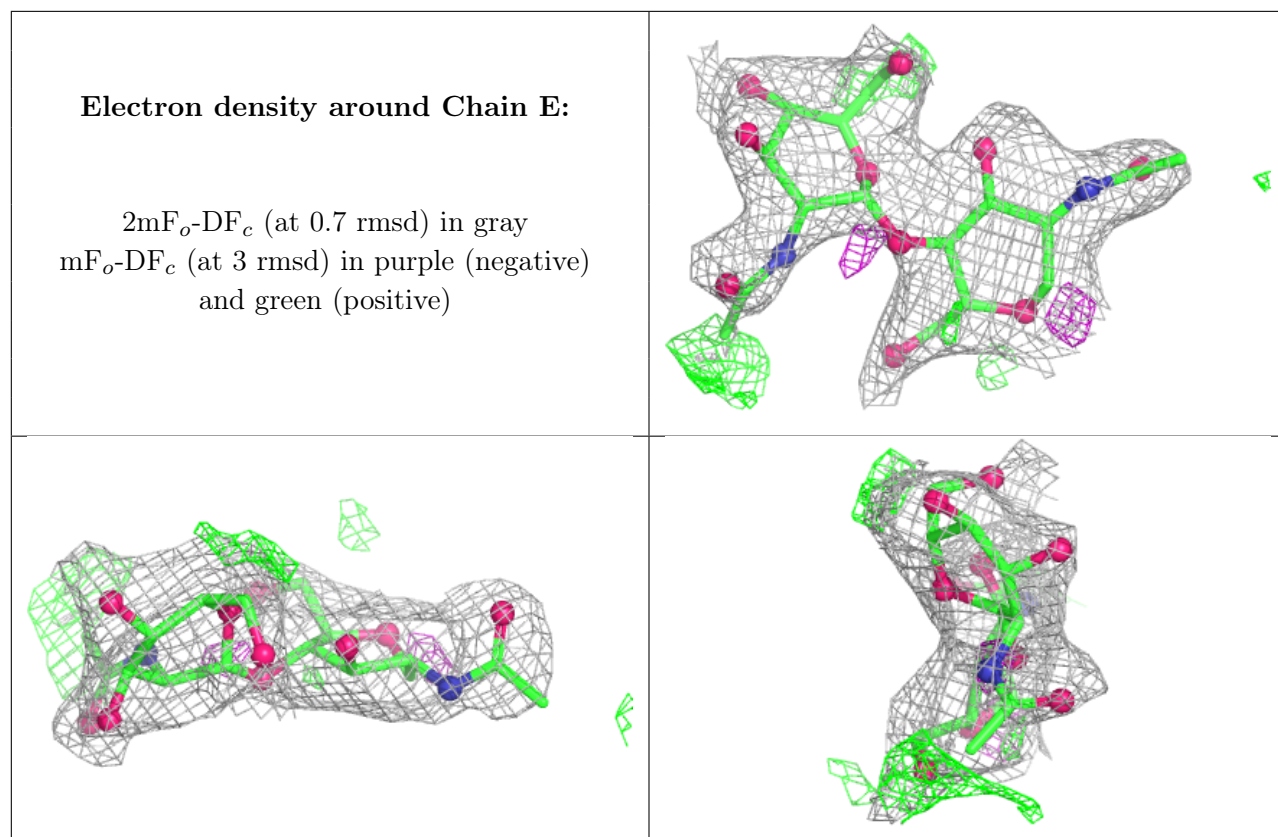 Electron density around Chain E:
2mFₒ-DF𝒸 (at 0.7 rmsd) in gray
mFₒ-DF𝒸 (at 3 rmsd) in purple (negative)
and green (positive)